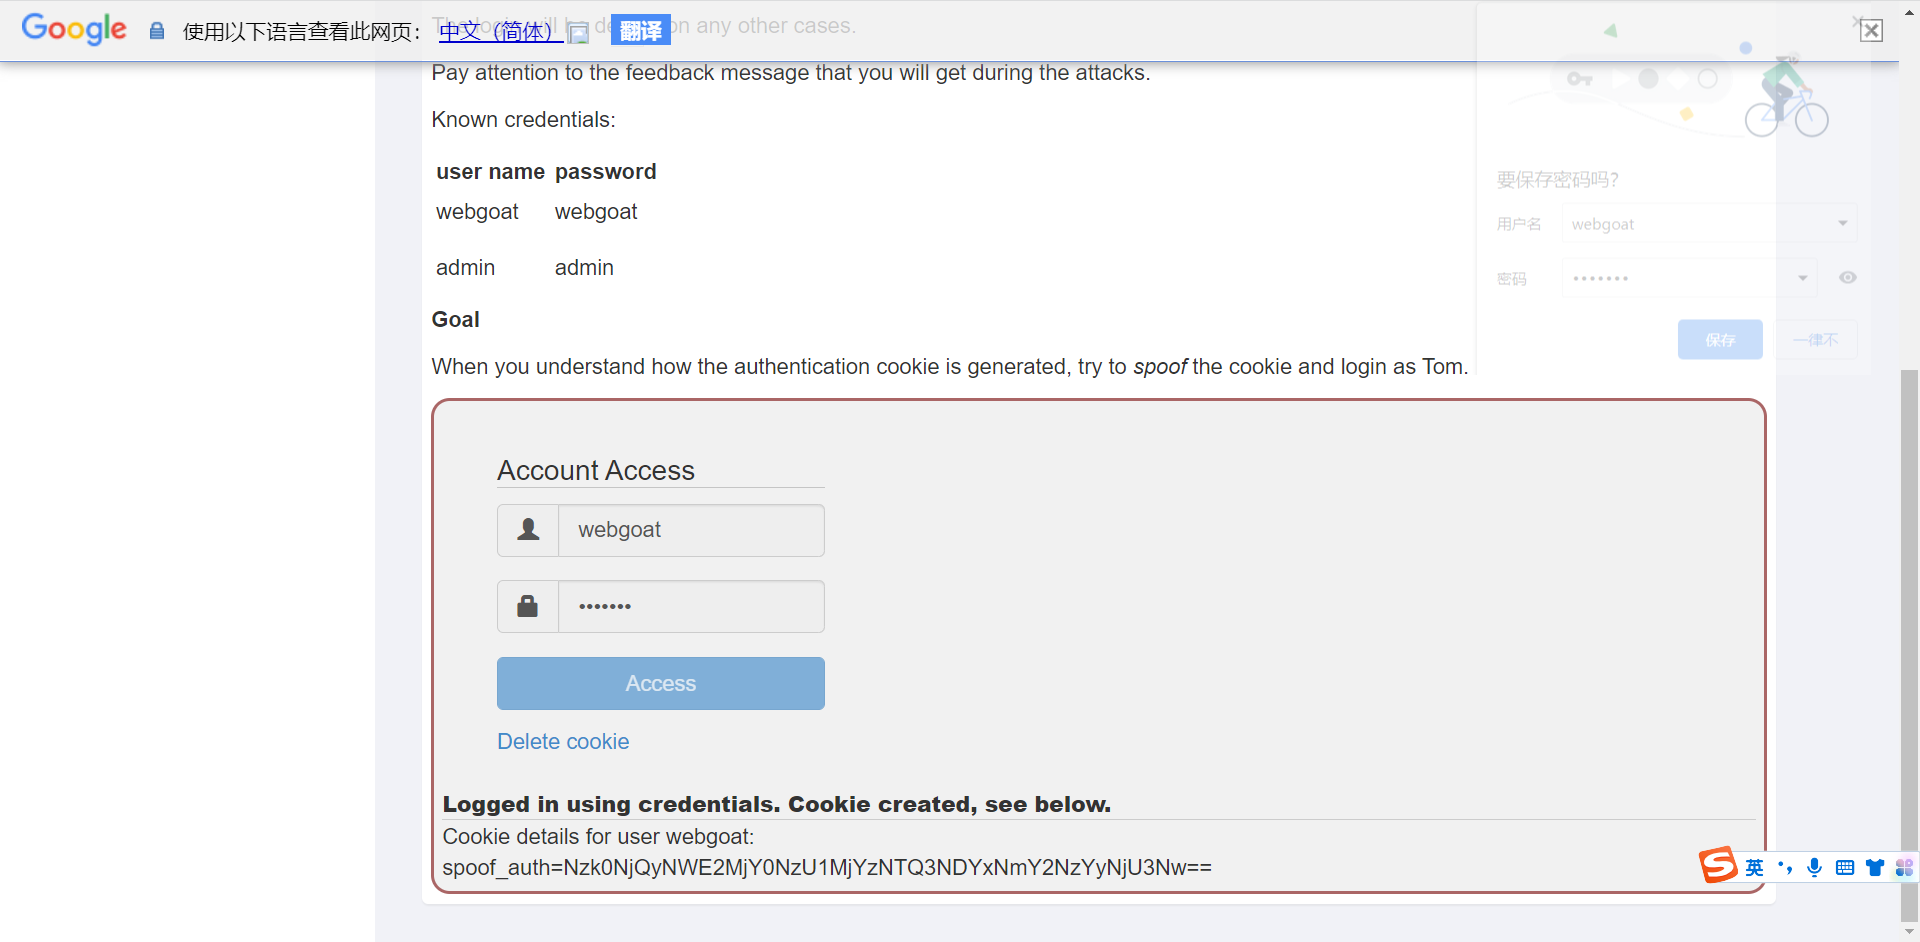 Google 使用以下语言查看此网页： 中文（简体） 翻译
The login will be denied on any other cases.
Pay attention to the feedback message that you will get during the attacks.
Known credentials:
user name password
webgoat webgoat
admin admin
Goal
When you understand how the authentication cookie is generated, try to spoof the cookie and login as Tom.
要保存密码吗？
用户名 webgoat
密码 •••••••
保存 一律不
Account Access
webgoat
•••••••
Access
Delete cookie
Logged in using credentials. Cookie created, see below.
Cookie details for user webgoat:
spoof_auth=Nzk0NjQyNWE2MjY0NzU1MjYzNTQ3NDYxNmY2NzYyNjU3Nw==
S 英